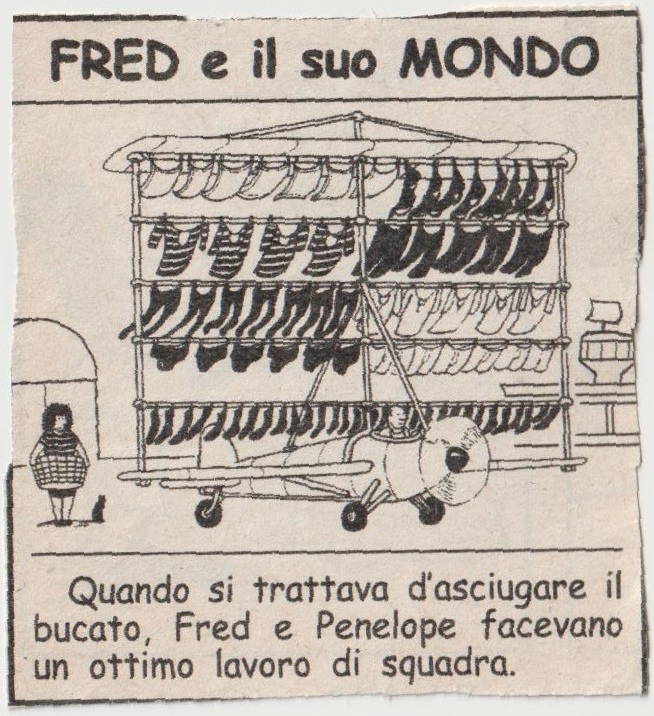 FRED e il suo MONDO
Quando si trattava d'asciugare il
bucato, Fred e Penelope facevano
un ottimo lavoro di squadra.